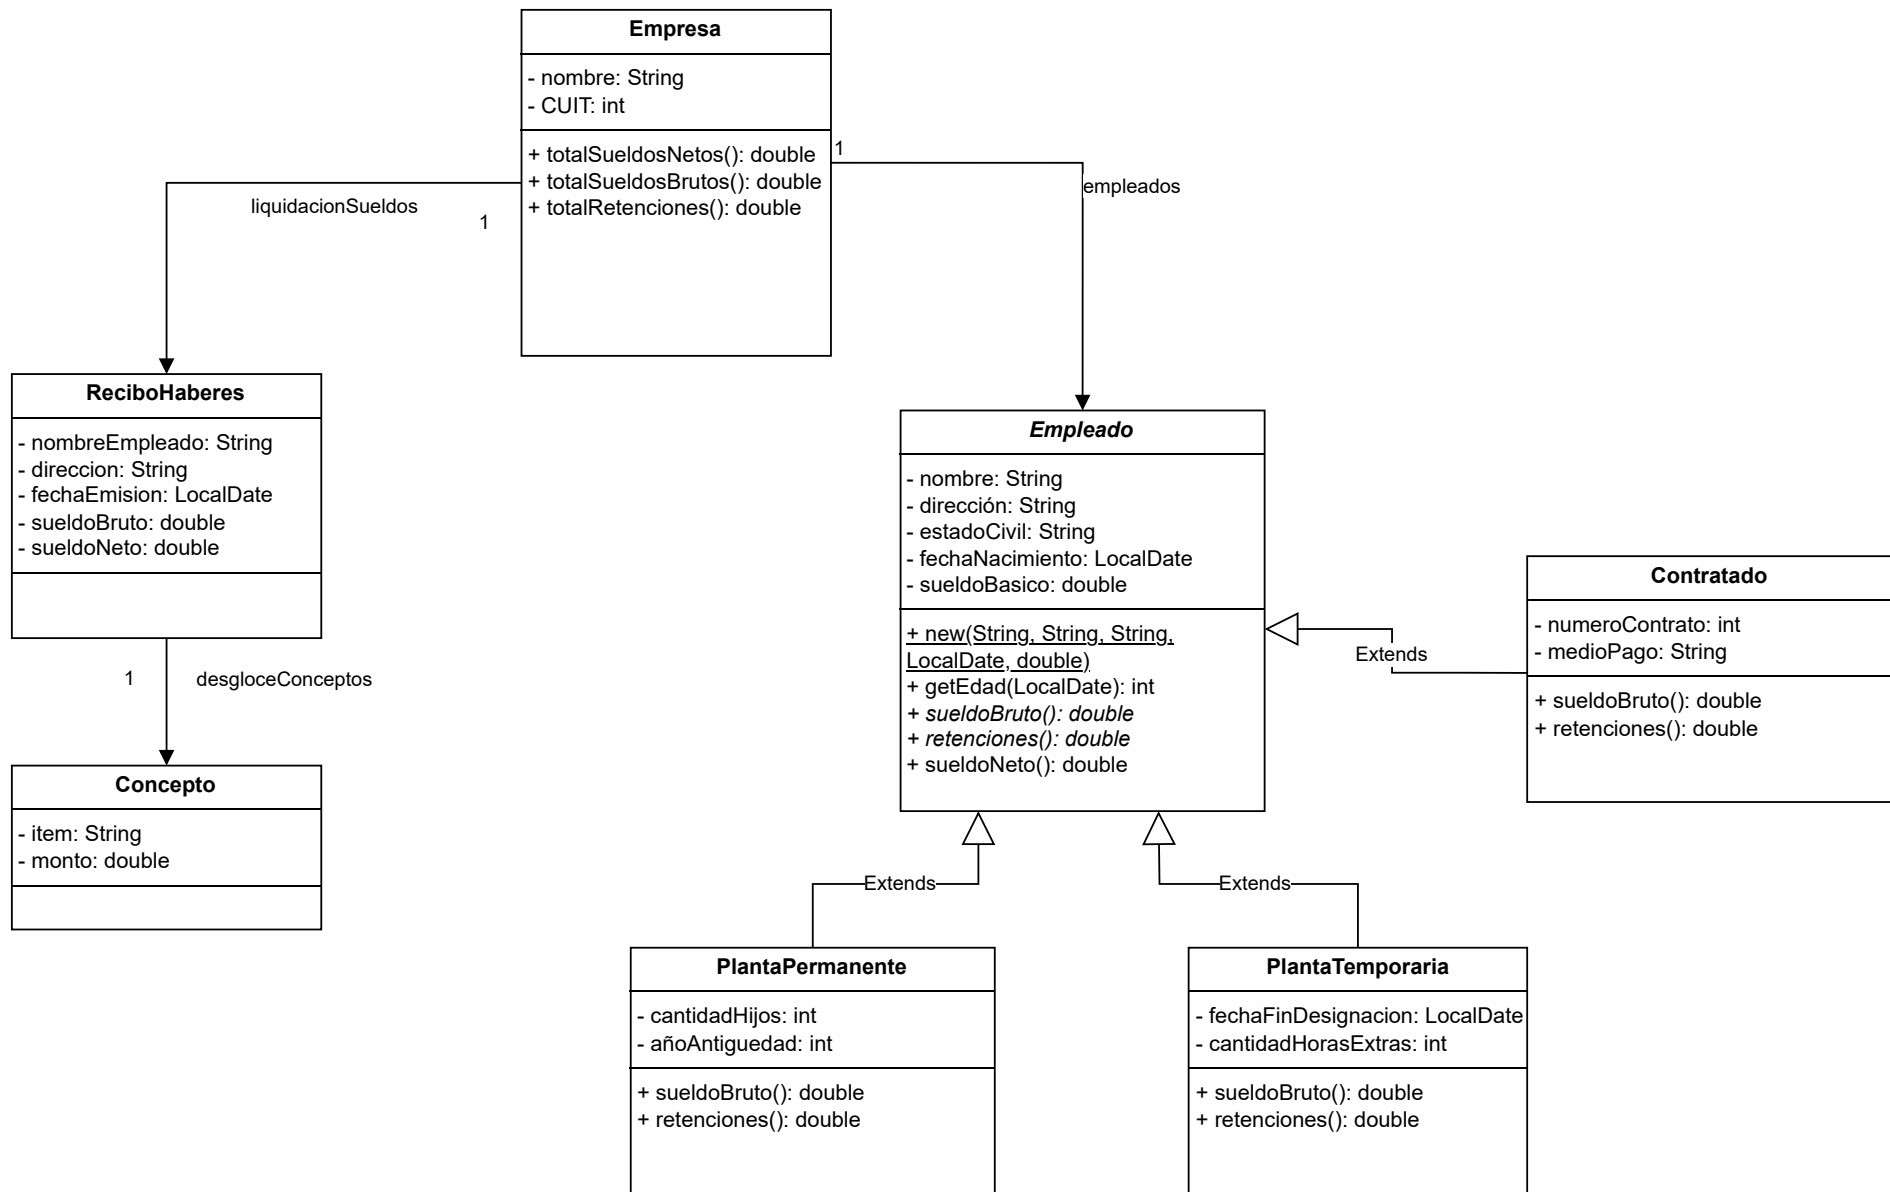 Empresa
- nombre: String
- CUIT: int
+ totalSueldosNetos(): double
+ totalSueldosBrutos(): double
+ totalRetenciones(): double
1
empleados
liquidacionSueldos
1
ReciboHaberes
- nombreEmpleado: String
- direccion: String
- fechaEmision: LocalDate
- sueldoBruto: double
- sueldoNeto: double
1
desgloceConceptos
Concepto
- item: String
- monto: double
Empleado
- nombre: String
- dirección: String
- estadoCivil: String
- fechaNacimiento: LocalDate
- sueldoBasico: double
+ new(String, String, String,
LocalDate, double)
+ getEdad(LocalDate): int
+ sueldoBruto(): double
+ retenciones(): double
+ sueldoNeto(): double
Extends
Contratado
- numeroContrato: int
- medioPago: String
+ sueldoBruto(): double
+ retenciones(): double
Extends
Extends
PlantaPermanente
- cantidadHijos: int
- añoAntiguedad: int
+ sueldoBruto(): double
+ retenciones(): double
PlantaTemporaria
- fechaFinDesignacion: LocalDate
- cantidadHorasExtras: int
+ sueldoBruto(): double
+ retenciones(): double